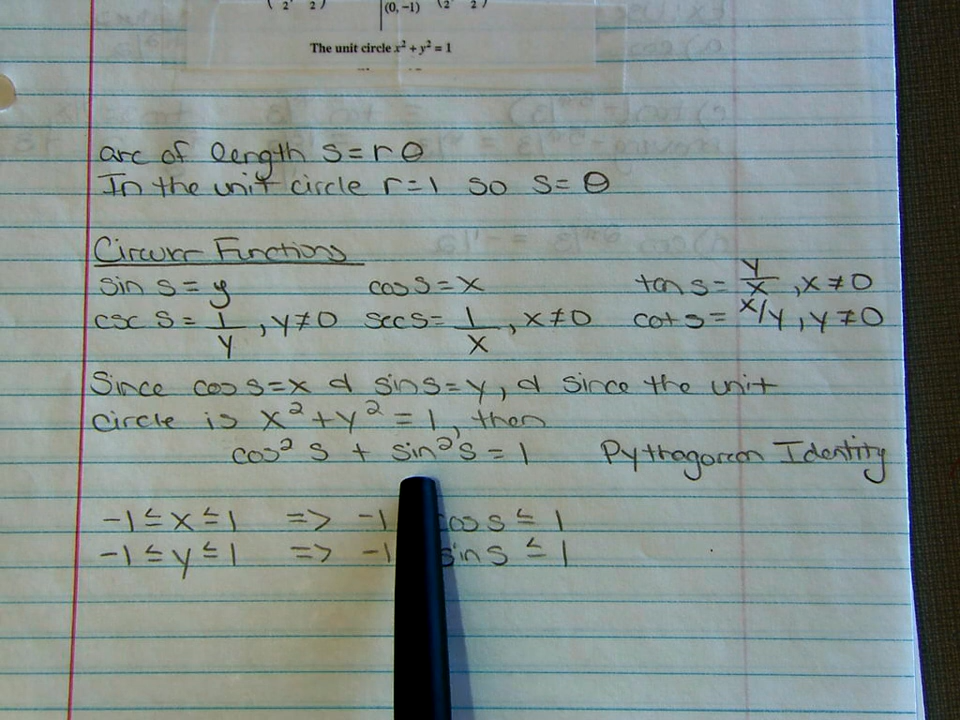 (0, −1)
The unit circle x² + y² = 1
arc of length s = r θ
In the unit circle r = 1 so s = θ
Circular Functions
sin s = y cos s = x tan s = y/x , x ≠ 0
csc s = 1/y , y ≠ 0 sec s = 1/x , x ≠ 0 cot s = x/y , y ≠ 0
Since cos s = x & sin s = y, & since the unit
circle is x² + y² = 1, then
cos² s + sin² s = 1 Pythagorean Identity
-1 ≤ x ≤ 1 => -1 cos s ≤ 1
-1 ≤ y ≤ 1 => -1 sin s ≤ 1